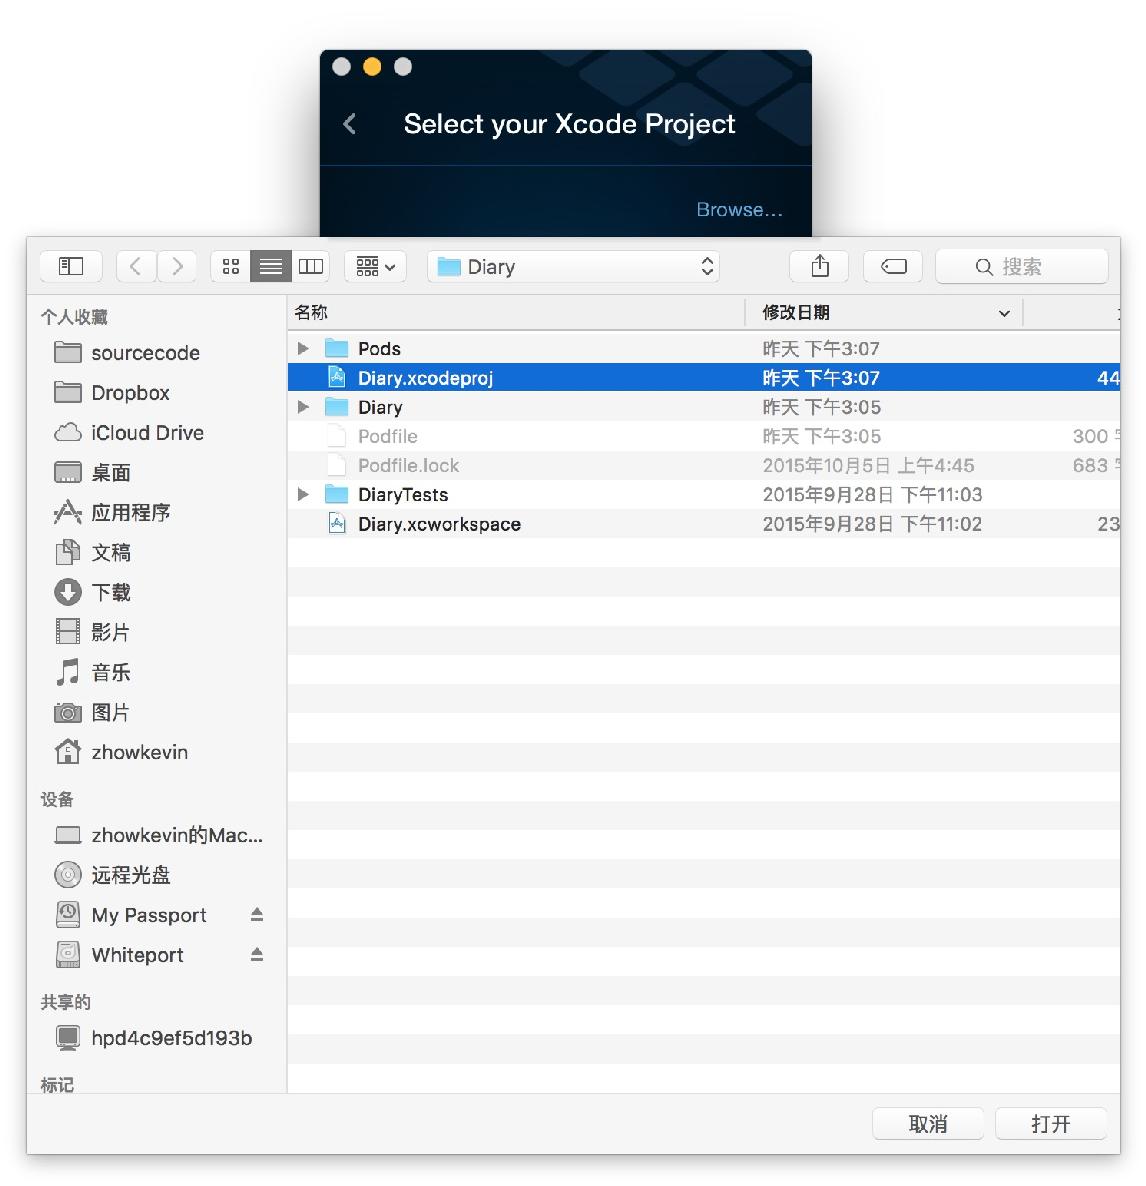 Select your Xcode Project
Browse...
Diary
搜索
个人收藏
sourcecode
Dropbox
iCloud Drive
桌面
应用程序
文稿
下载
影片
音乐
图片
zhowkevin
设备
zhowkevin的Mac...
远程光盘
My Passport
Whiteport
共享的
hpd4c9ef5d193b
标记
名称 修改日期
Pods 昨天 下午3:07
Diary.xcodeproj 昨天 下午3:07 44
Diary 昨天 下午3:05
Podfile 昨天 下午3:05 300
Podfile.lock 2015年10月5日 上午4:45 683
DiaryTests 2015年9月28日 下午11:03
Diary.xcworkspace 2015年9月28日 下午11:02 23
取消 打开